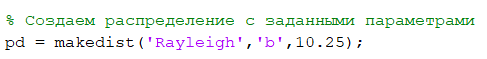 % Создаем распределение с заданными параметрами
pd = makedist('Rayleigh','b',10.25);